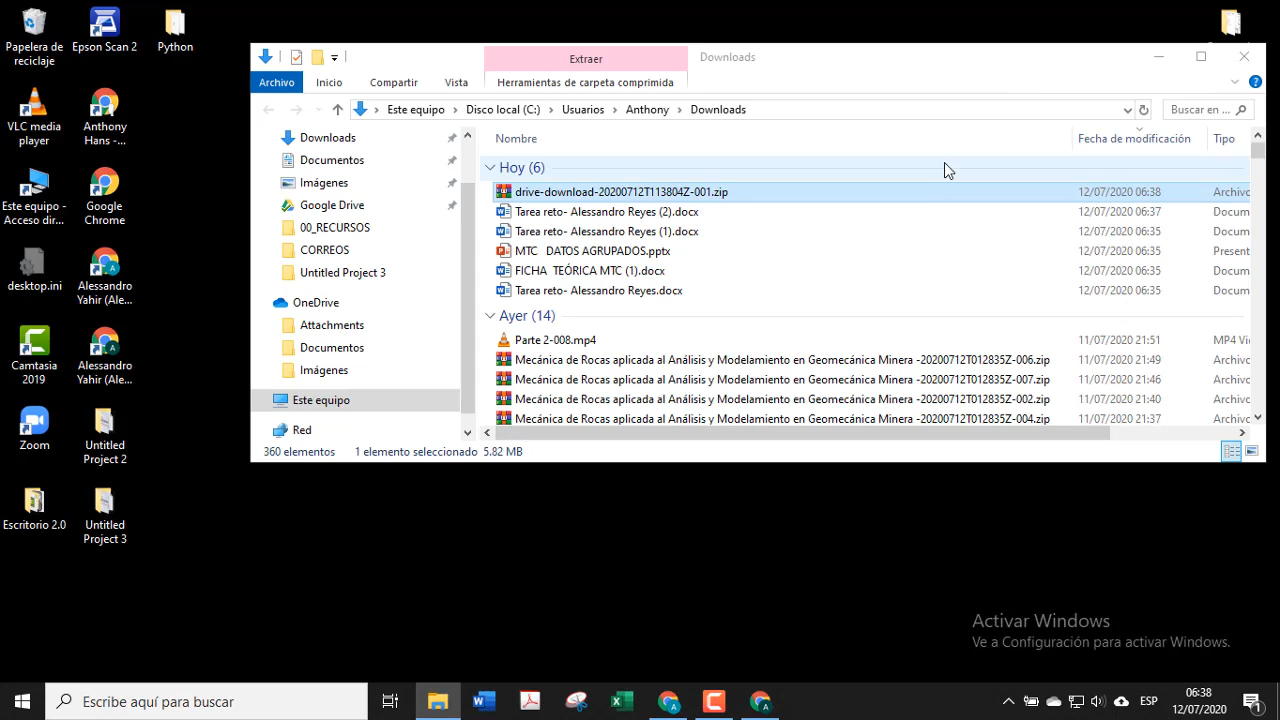 Papelera de
reciclaje
Epson Scan 2
Python
VLC media
player
Anthony
Hans -...
Este equipo -
Acceso dir...
Google
Chrome
desktop.ini
Alessandro
Yahir (Ale...
Camtasia
2019
Alessandro
Yahir (Ale...
Zoom
Untitled
Project 2
Escritorio 2.0
Untitled
Project 3
Extraer
Downloads
Archivo
Inicio
Compartir
Vista
Herramientas de carpeta comprimida
Este equipo > Disco local (C:) > Usuarios > Anthony > Downloads
Buscar en ...
Downloads
Documentos
Imágenes
Google Drive
00_RECURSOS
CORREOS
Untitled Project 3
OneDrive
Attachments
Documentos
Imágenes
Este equipo
Red
Nombre Fecha de modificación Tipo
Hoy (6)
drive-download-20200712T113804Z-001.zip 12/07/2020 06:38 Archivo
Tarea reto- Alessandro Reyes (2).docx 12/07/2020 06:37 Docum
Tarea reto- Alessandro Reyes (1).docx 12/07/2020 06:35 Docum
MTC DATOS AGRUPADOS.pptx 12/07/2020 06:35 Present
FICHA TEÓRICA MTC (1).docx 12/07/2020 06:35 Docum
Tarea reto- Alessandro Reyes.docx 12/07/2020 06:35 Docum
Ayer (14)
Parte 2-008.mp4 11/07/2020 21:51 MP4 Vi
Mecánica de Rocas aplicada al Análisis y Modelamiento en Geomecánica Minera -20200712T012835Z-006.zip 11/07/2020 21:49 Archivo
Mecánica de Rocas aplicada al Análisis y Modelamiento en Geomecánica Minera -20200712T012835Z-007.zip 11/07/2020 21:46 Archivo
Mecánica de Rocas aplicada al Análisis y Modelamiento en Geomecánica Minera -20200712T012835Z-002.zip 11/07/2020 21:40 Archivo
Mecánica de Rocas aplicada al Análisis y Modelamiento en Geomecánica Minera -20200712T012835Z-004.zip 11/07/2020 21:37 Archivo
360 elementos 1 elemento seleccionado 5.82 MB
Activar Windows
Ve a Configuración para activar Windows.
Escribe aquí para buscar
ESP
06:38
12/07/2020
1